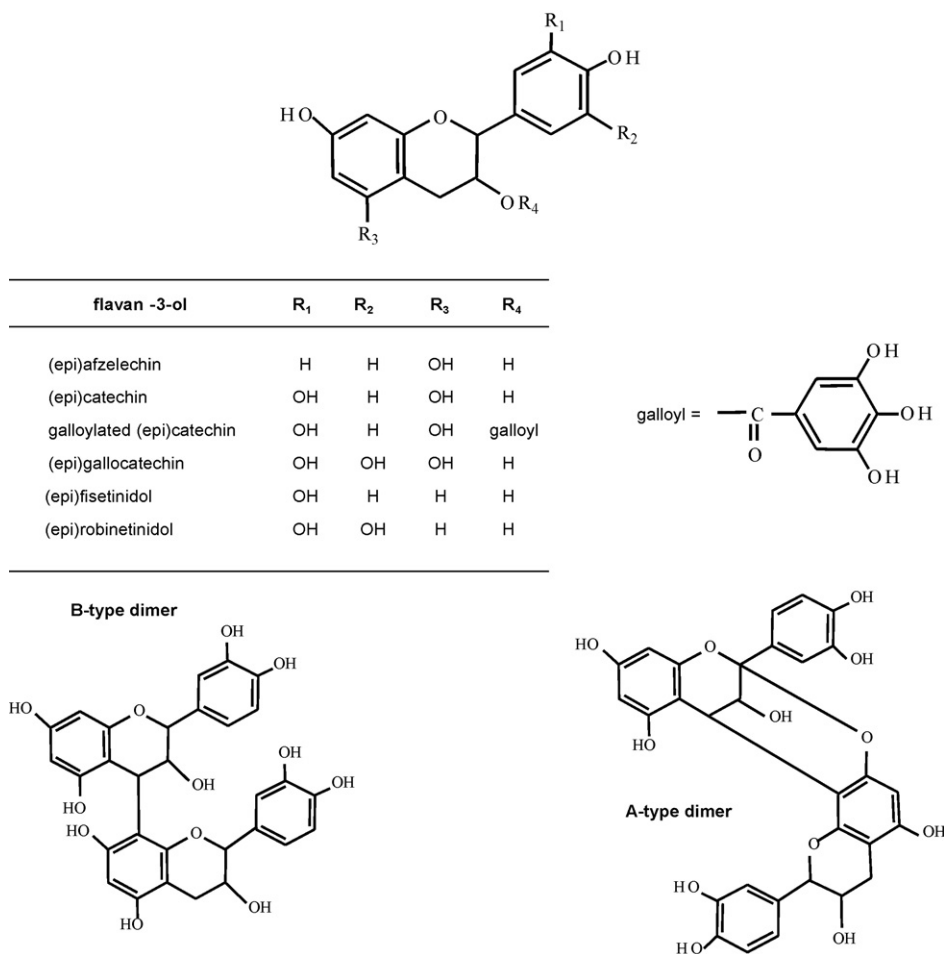 R₁
OH
HO
O
R₂
OR₄
R₃
flavan -3-ol R₁ R₂ R₃ R₄
(epi)afzelechin H H OH H
(epi)catechin OH H OH H
galloylated (epi)catechin OH H OH galloyl
(epi)gallocatechin OH OH OH H
(epi)fisetinidol OH H H H
(epi)robinetinidol OH OH H H
OH
galloyl = C OH
O
OH
B-type dimer
OH
OH
HO
O
OH
HO
OH
OH
HO
O
OH
HO
A-type dimer
OH
OH
HO
O
OH
HO
O
O
OH
HO
HO
OH